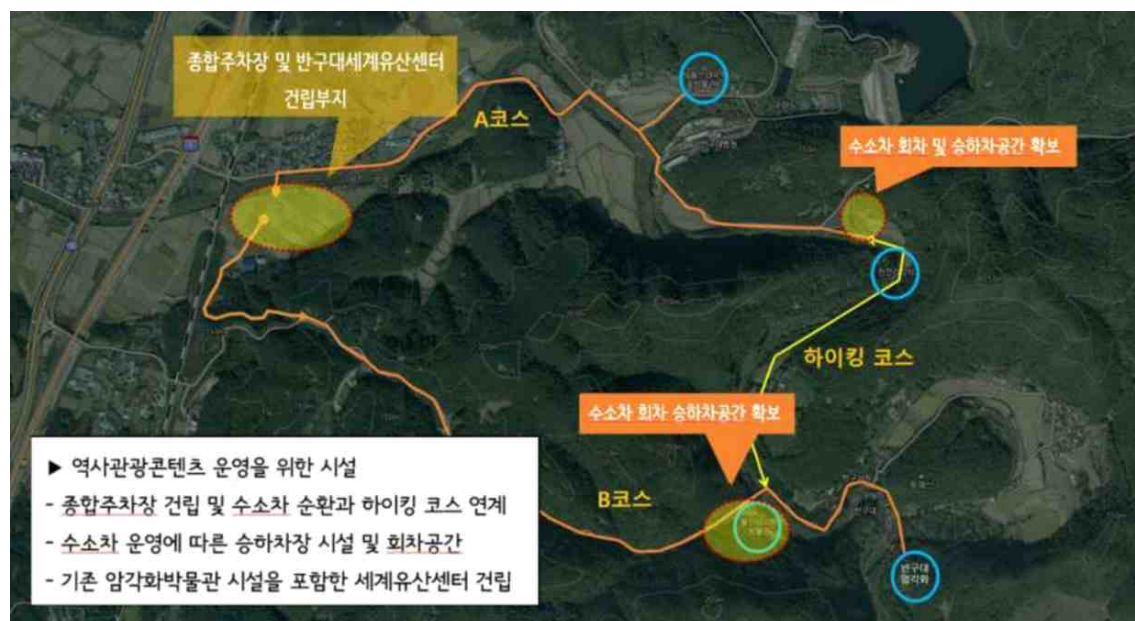 종합주차장 및 반구대세계유산센터
건립부지
A코스
수소차 회차 및 승하차공간 확보
하이킹 코스
수소차 회차 승하차공간 확보
B코스
반구대
반구대
암각화
▶ 역사관광콘텐츠 운영을 위한 시설
- 종합주차장 건립 및 수소차 순환과 하이킹 코스 연계
- 수소차 운영에 따른 승하차장 시설 및 회차공간
- 기존 암각화박물관 시설을 포함한 세계유산센터 건립